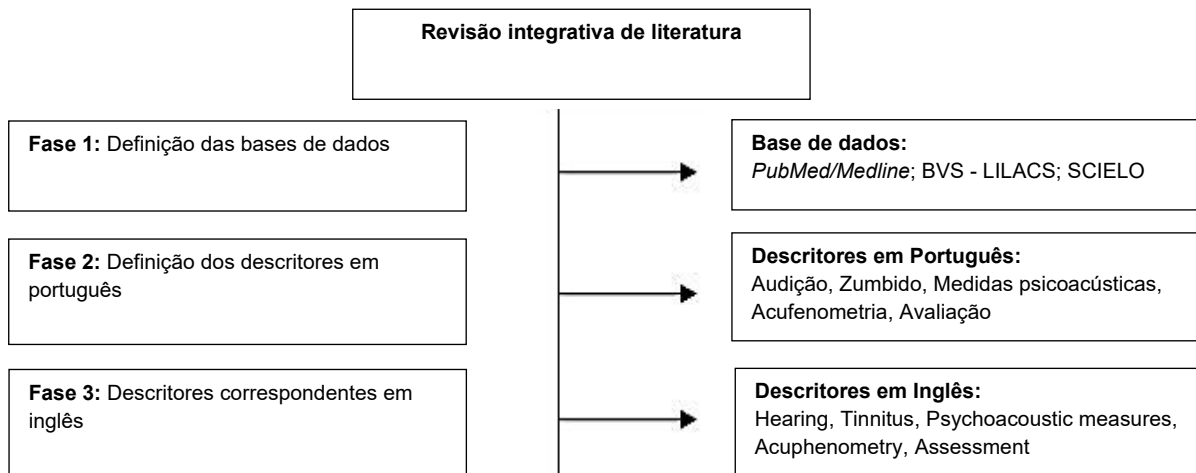 Revisão integrativa de literatura
Fase 1: Definição das bases de dados
Base de dados:
PubMed/Medline; BVS - LILACS; SCIELO
Fase 2: Definição dos descritores em
português
Descritores em Português:
Audição, Zumbido, Medidas psicoacústicas,
Acufenometria, Avaliação
Fase 3: Descritores correspondentes em
inglês
Descritores em Inglês:
Hearing, Tinnitus, Psychoacoustic measures,
Acuphenometry, Assessment